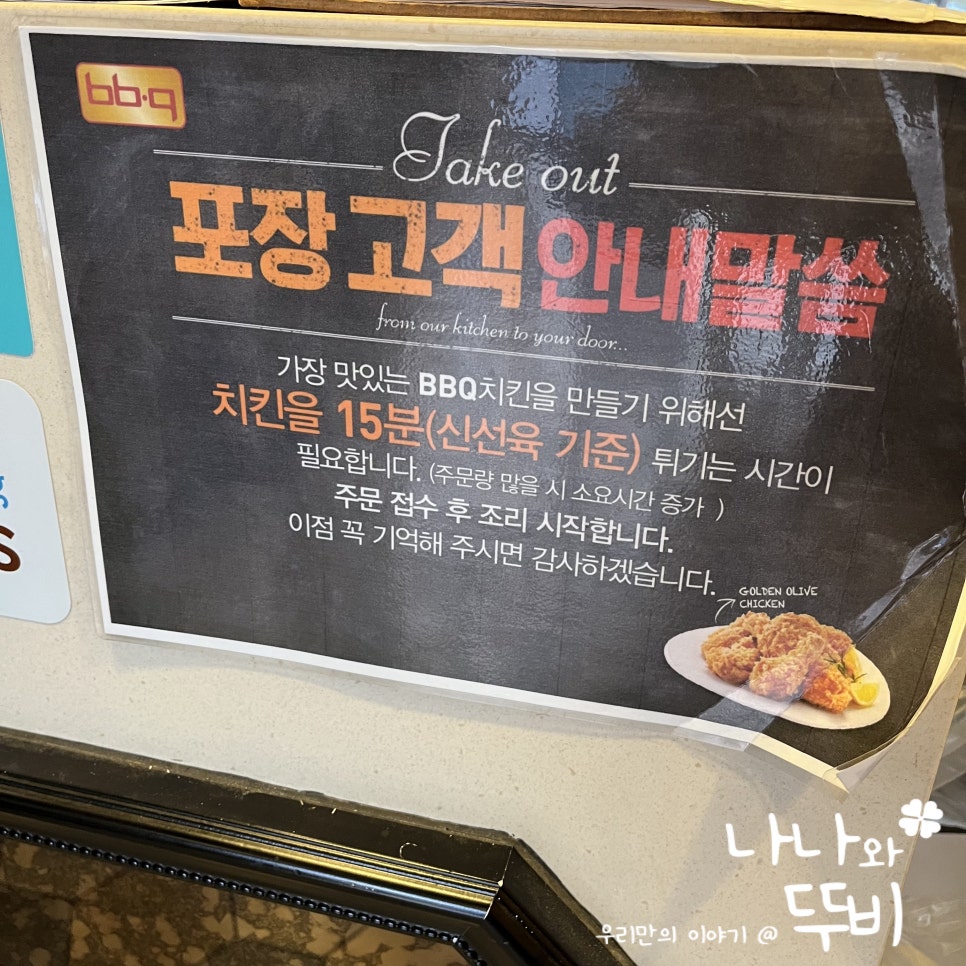 bb.q
Take out
포장 고객 안내말씀
from our kitchen to your door...
가장 맛있는 BBQ치킨을 만들기 위해선
치킨을 15분(신선육 기준) 튀기는 시간이
필요합니다. (주문량 많을 시 소요시간 증가 )
주문 접수 후 조리 시작합니다.
이점 꼭 기억해 주시면 감사하겠습니다.
GOLDEN OLIVE
CHICKEN
S
나나와
우리만의 이야기 @ 뚜비